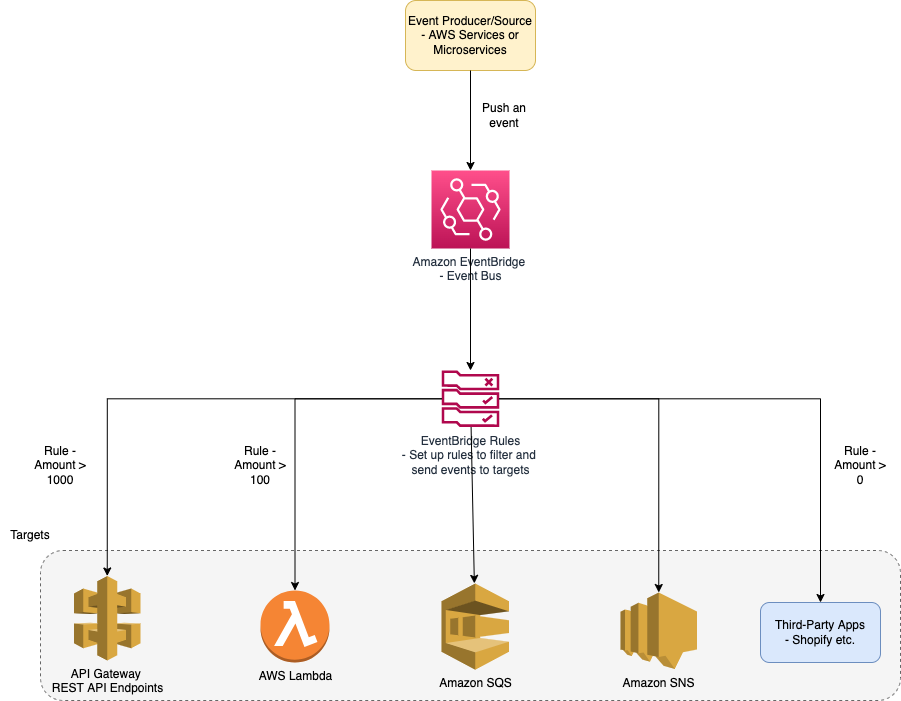 Event Producer/Source
- AWS Services or
Microservices
Push an
event
Amazon EventBridge
- Event Bus
EventBridge Rules
- Set up rules to filter and
send events to targets
Rule -
Amount >
1000
Rule -
Amount >
100
Rule -
Amount >
0
Targets
API Gateway
REST API Endpoints
AWS Lambda
Amazon SQS
Amazon SNS
Third-Party Apps
- Shopify etc.